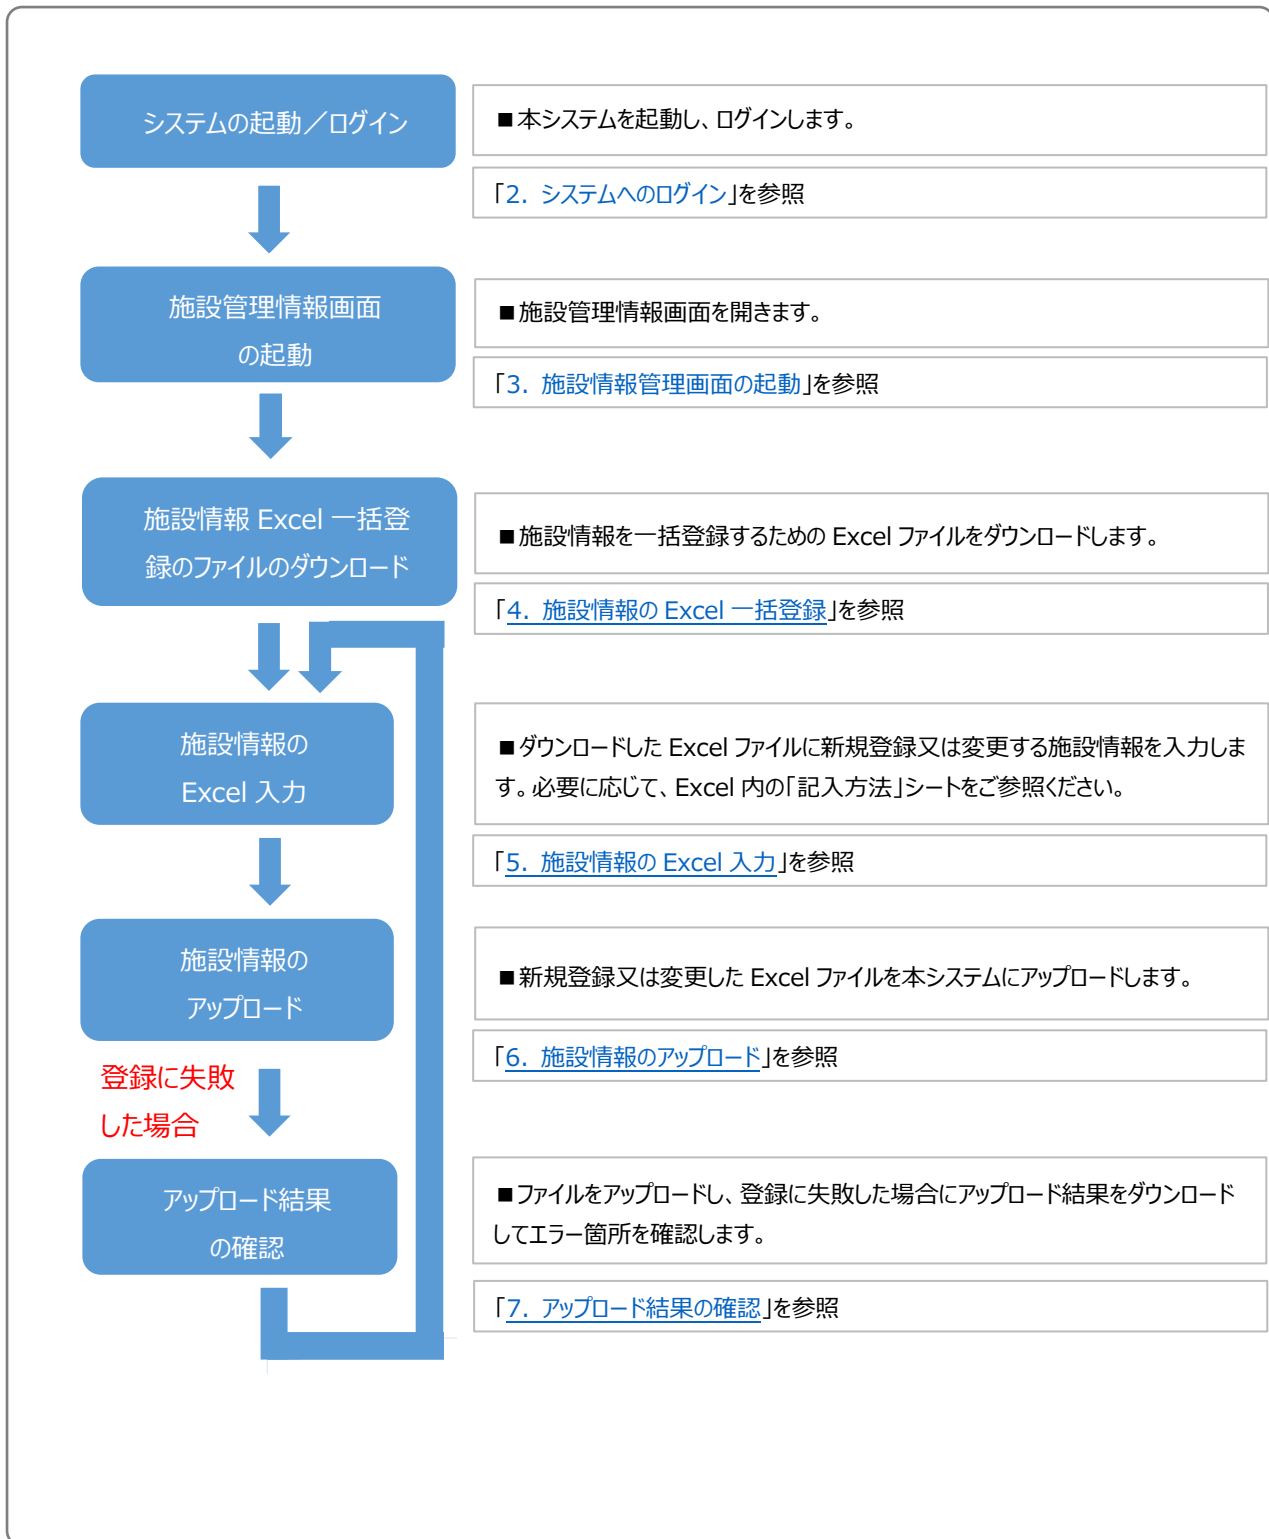 システムの起動／ログイン
■本システムを起動し、ログインします。
「2. システムへのログイン」を参照
施設管理情報画面
の起動
■施設管理情報画面を開きます。
「3. 施設情報管理画面の起動」を参照
施設情報 Excel 一括登
録のファイルのダウンロード
■施設情報を一括登録するための Excel ファイルをダウンロードします。
「4. 施設情報の Excel 一括登録」を参照
施設情報の
Excel 入力
■ダウンロードした Excel ファイルに新規登録又は変更する施設情報を入力しま
す。必要に応じて、Excel 内の「記入方法」シートをご参照ください。
「5. 施設情報の Excel 入力」を参照
施設情報の
アップロード
■新規登録又は変更した Excel ファイルを本システムにアップロードします。
「6. 施設情報のアップロード」を参照
登録に失敗
した場合
アップロード結果
の確認
■ファイルをアップロードし、登録に失敗した場合にアップロード結果をダウンロード
してエラー箇所を確認します。
「7. アップロード結果の確認」を参照